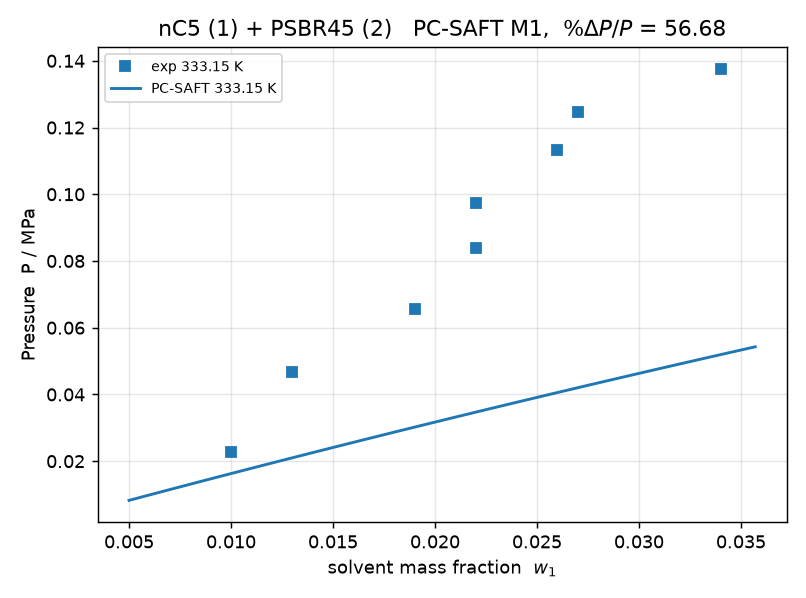 nC5 (1) + PSBR45 (2)   PC-SAFT M1,  %ΔP/P = 56.68
exp 333.15 K
PC-SAFT 333.15 K
0.14
0.12
0.10
0.08
0.06
0.04
0.02
Pressure  P / MPa
0.005
0.010
0.015
0.020
0.025
0.030
0.035
solvent mass fraction  w₁